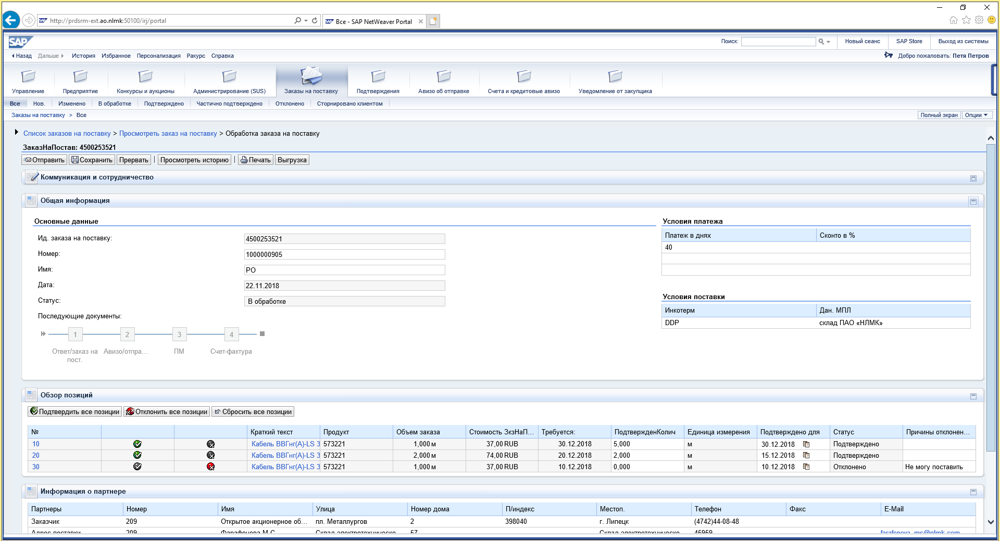 http://prdsrm-ext.ao.nlmk:50100/irj/portal
Все - SAP NetWeaver Portal
SAP
Поиск:
Новый сеанс
SAP Store
Выход из системы
Назад Дальше История Избранное Персонализация Ракурс Справка
Добро пожаловать: Петя Петров
Управление Предприятие Конкурсы и аукционы Администрирование (SUS) Заказы на поставку Подтверждения Авизо об отправке Счета и кредитовые авизо Уведомление от закупщика
Все Нов. Изменено В обработке Подтверждено Частично подтверждено Отклонено Сторнировано клиентом
Заказы на поставку > Все
Полный экран Опции
Список заказов на поставку > Просмотреть заказ на поставку > Обработка заказа на поставку
ЗаказНаПостав: 4500253521
Отправить Сохранить Прервать Просмотреть историю Печать Выгрузка
Коммуникация и сотрудничество
Общая информация
Основные данные
Ид. заказа на поставку: 4500253521
Номер: 1000000905
Имя: PO
Дата: 22.11.2018
Статус: В обработке
Последующие документы:
1 2 3 4
Ответ/заказ на Авизо/отпра... ПМ Счет-фактура
пост.
Условия платежа
Платеж в днях Сконто в %
40
Условия поставки
Инкотерм Дан. МПЛ
DDP склад ПАО «НЛМК»
Обзор позиций
Подтвердить все позиции Отклонить все позиции Сбросить все позиции
№ Краткий текст Продукт Объем заказа Стоимость ЗкзНаП... Требуется: ПодтвержденКолич Единица измерения Подтверждено для Статус Причины отклонен...
10 Кабель ВВГнг(А)-LS 3 573221 1,000 м 37,00 RUB 30.12.2018 5,000 м 30.12.2018 Подтверждено
20 Кабель ВВГнг(А)-LS 3 573221 2,000 м 74,00 RUB 20.12.2018 2,000 м 15.12.2018 Подтверждено
30 Кабель ВВГнг(А)-LS 3 573221 1,000 м 37,00 RUB 10.12.2018 0,000 м 10.12.2018 Отклонено Не могу поставить
Информация о партнере
Партнеры Номер Имя Улица Номер дома П/индекс Местоп. Телефон Факс E-Mail
Заказчик 209 Открытое акционерное об... пл. Металлургов 2 398040 г. Липецк (4742)44-08-48
Адрес поставки 209 Фарафонова М.С. Склад электротехническо 57 Склад электротехническо 45959 farafonova_ms@nlmk.com